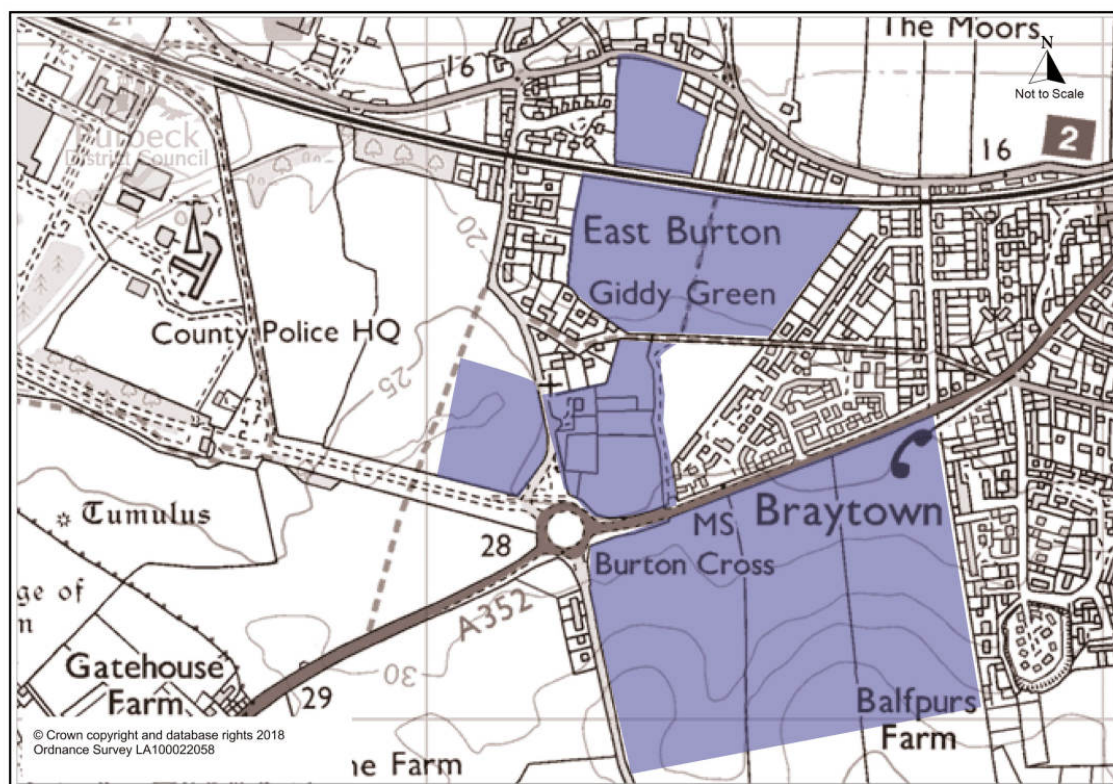 The Moors
N
Not to Scale
16
Purbeck
District Council
2
16
East Burton
20
Giddy Green
County Police HQ
25
Tumulus
MS
Braytown
28
Burton Cross
ge of
m
A 352
Gatehouse
Farm
30
29
Balfpurs
Farm
© Crown copyright and database rights 2018
Ordnance Survey LA100022058
ne Farm